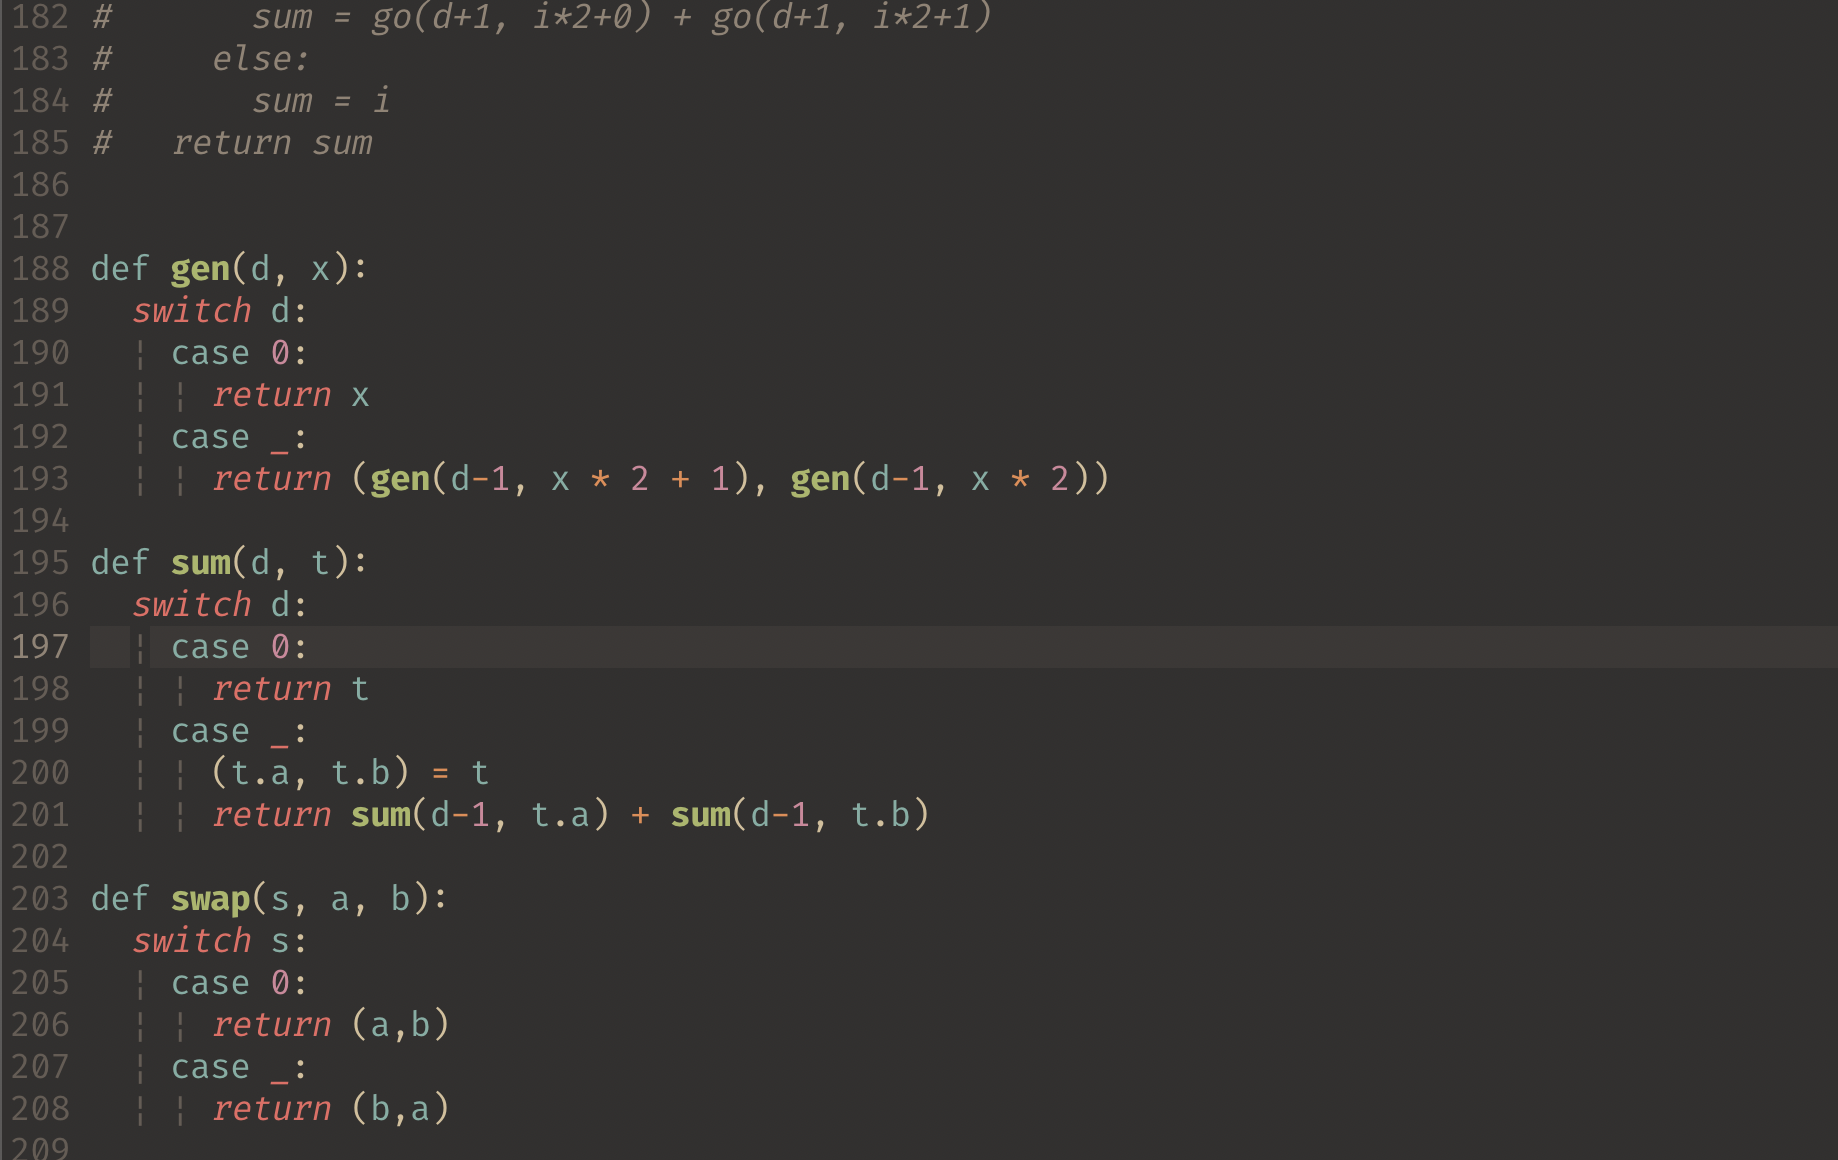 182 #       sum = go(d+1, i*2+0) + go(d+1, i*2+1)
183 #     else:
184 #       sum = i
185 #   return sum
186
187
188 def gen(d, x):
189   switch d:
190   ¦ case 0:
191   ¦ ¦ return x
192   ¦ case _:
193   ¦ ¦ return (gen(d-1, x * 2 + 1), gen(d-1, x * 2))
194
195 def sum(d, t):
196   switch d:
197   ¦ case 0:
198   ¦ ¦ return t
199   ¦ case _:
200   ¦ ¦ (t.a, t.b) = t
201   ¦ ¦ return sum(d-1, t.a) + sum(d-1, t.b)
202
203 def swap(s, a, b):
204   switch s:
205   ¦ case 0:
206   ¦ ¦ return (a,b)
207   ¦ case _:
208   ¦ ¦ return (b,a)
209